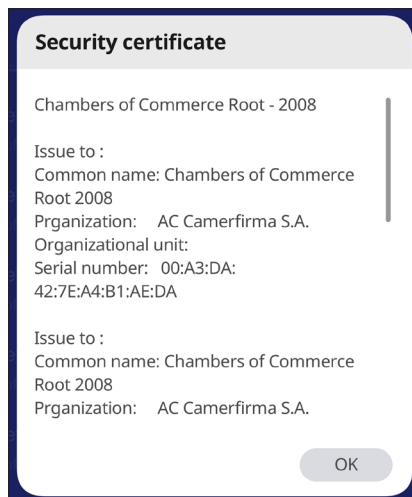 Security certificate
Chambers of Commerce Root - 2008
Issue to :
Common name: Chambers of Commerce
Root 2008
Prganization: AC Camerfirma S.A.
Organizational unit:
Serial number: 00:A3:DA:
42:7E:A4:B1:AE:DA
Issue to :
Common name: Chambers of Commerce
Root 2008
Prganization: AC Camerfirma S.A.
OK